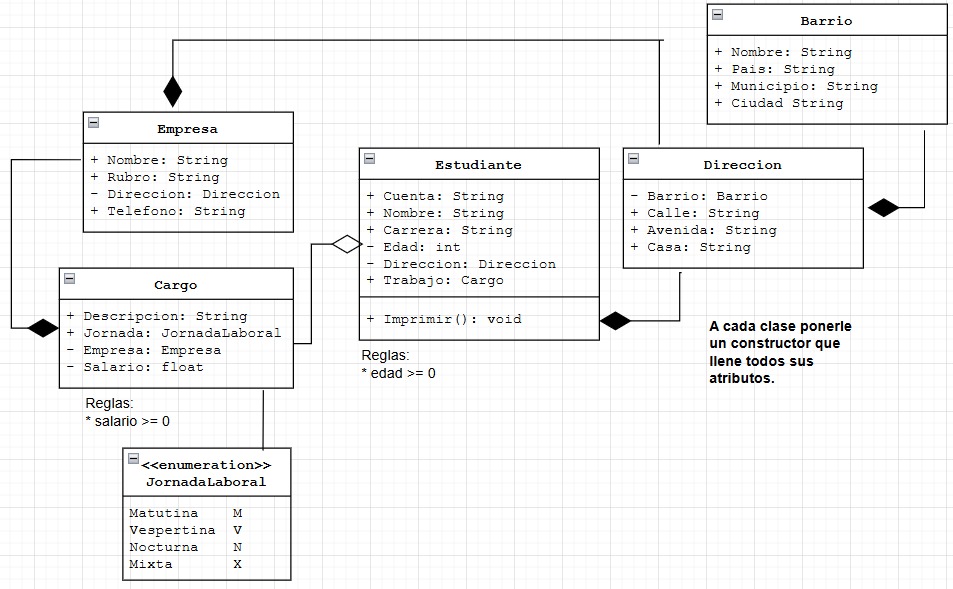 Barrio
+ Nombre: String
+ Pais: String
+ Municipio: String
+ Ciudad String
Empresa
+ Nombre: String
+ Rubro: String
- Direccion: Direccion
+ Telefono: String
Estudiante
+ Cuenta: String
+ Nombre: String
+ Carrera: String
- Edad: int
- Direccion: Direccion
+ Trabajo: Cargo
+ Imprimir(): void
Reglas:
* edad >= 0
Direccion
- Barrio: Barrio
+ Calle: String
+ Avenida: String
+ Casa: String
Cargo
+ Descripcion: String
+ Jornada: JornadaLaboral
- Empresa: Empresa
- Salario: float
Reglas:
* salario >= 0
A cada clase ponerle
un constructor que
llene todos sus
atributos.
<<enumeration>>
JornadaLaboral
Matutina M
Vespertina V
Nocturna N
Mixta X